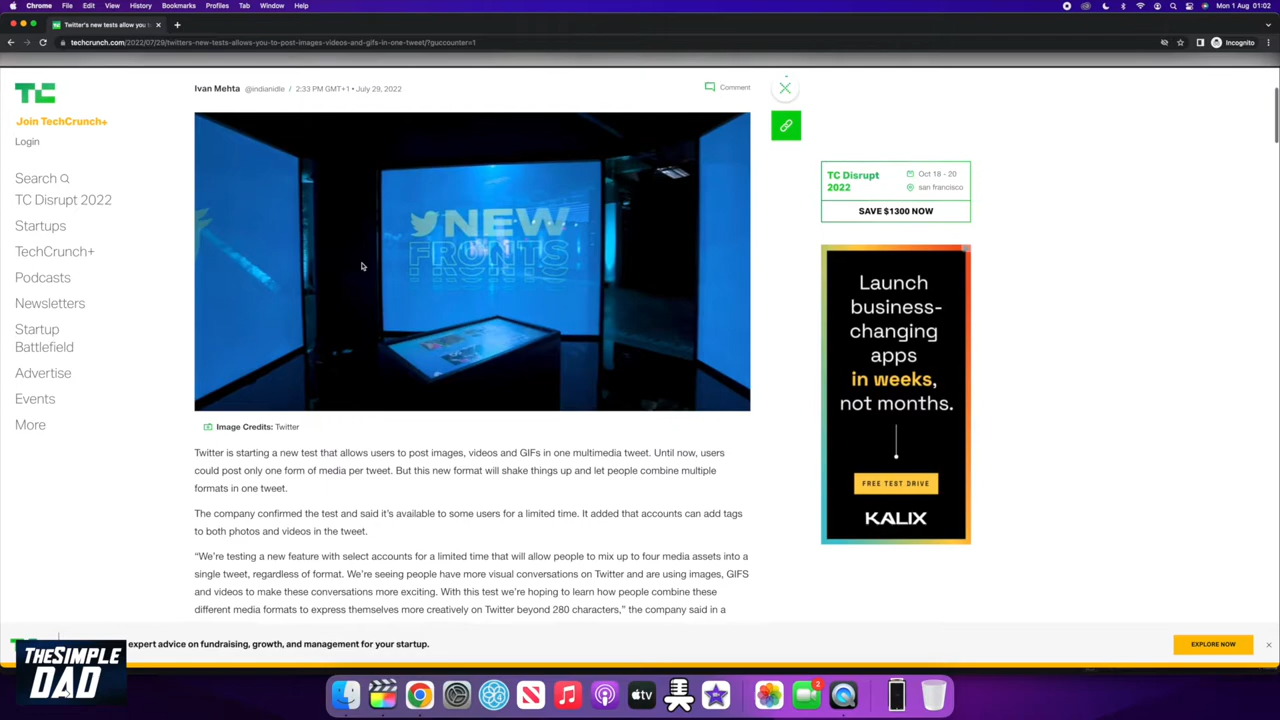 Chrome File Edit View History Bookmarks Profiles Tab Window Help Mon 1 Aug 01:02
Twitter's new tests allow you to
techcrunch.com/2022/07/29/twitters-new-tests-allows-you-to-post-images-videos-and-gifs-in-one-tweet/?guccounter=1 Incognito
TC
Join TechCrunch+
Login
Search
TC Disrupt 2022
Startups
TechCrunch+
Podcasts
Newsletters
Startup
Battlefield
Advertise
Events
More
Ivan Mehta @indianidle / 2:33 PM GMT+1 • July 29, 2022 Comment
NEW
FRONTS
Image Credits: Twitter
Twitter is starting a new test that allows users to post images, videos and GIFs in one multimedia tweet. Until now, users
could post only one form of media per tweet. But this new format will shake things up and let people combine multiple
formats in one tweet.
The company confirmed the test and said it's available to some users for a limited time. It added that accounts can add tags
to both photos and videos in the tweet.
“We're testing a new feature with select accounts for a limited time that will allow people to mix up to four media assets into a
single tweet, regardless of format. We're seeing people have more visual conversations on Twitter and are using images, GIFS
and videos to make these conversations more exciting. With this test we're hoping to learn how people combine these
different media formats to express themselves more creatively on Twitter beyond 280 characters,” the company said in a
TC Disrupt
2022
Oct 18 - 20
san francisco
SAVE $1300 NOW
Launch
business-
changing
apps
in weeks,
not months.
FREE TEST DRIVE
KALIX
expert advice on fundraising, growth, and management for your startup.
EXPLORE NOW
THE SIMPLE
DAD
tv
2